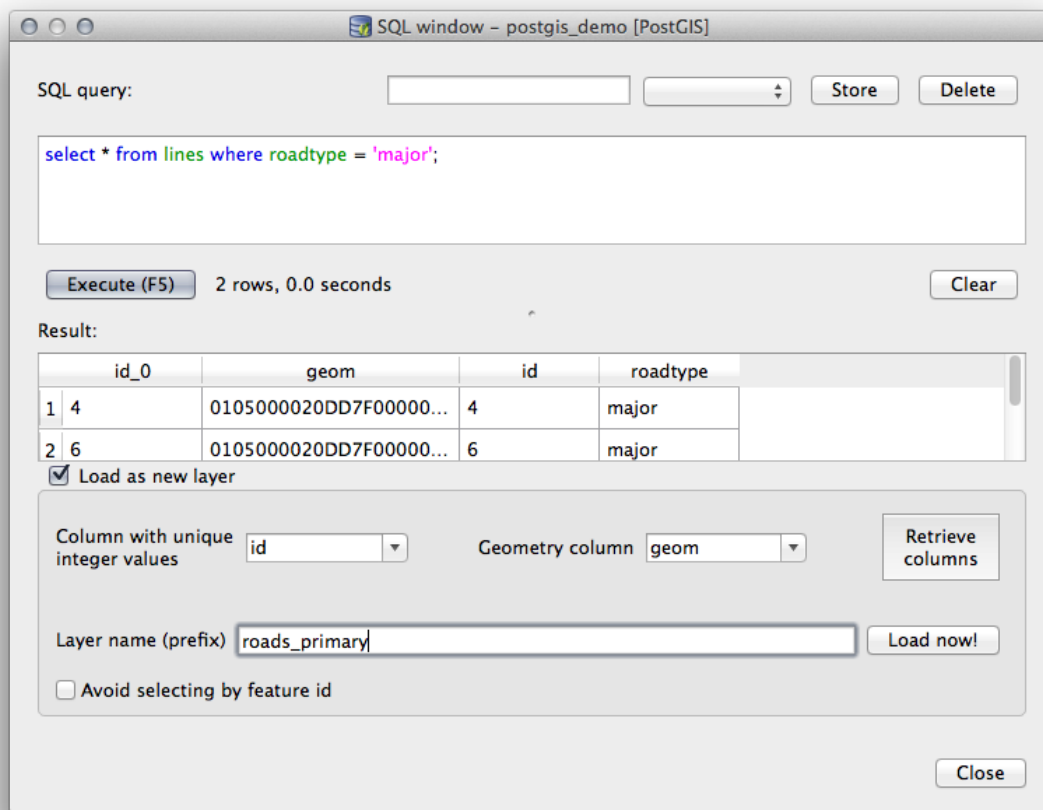 SQL window – postgis_demo [PostGIS]
SQL query:
Store
Delete
select * from lines where roadtype = 'major';
Execute (F5)
2 rows, 0.0 seconds
Clear
Result:
id_0 geom id roadtype
1 4 0105000020DD7F00000... 4 major
2 6 0105000020DD7F00000... 6 major
Load as new layer
Column with unique
integer values
id
Geometry column
geom
Retrieve
columns
Layer name (prefix)
roads_primary
Load now!
Avoid selecting by feature id
Close